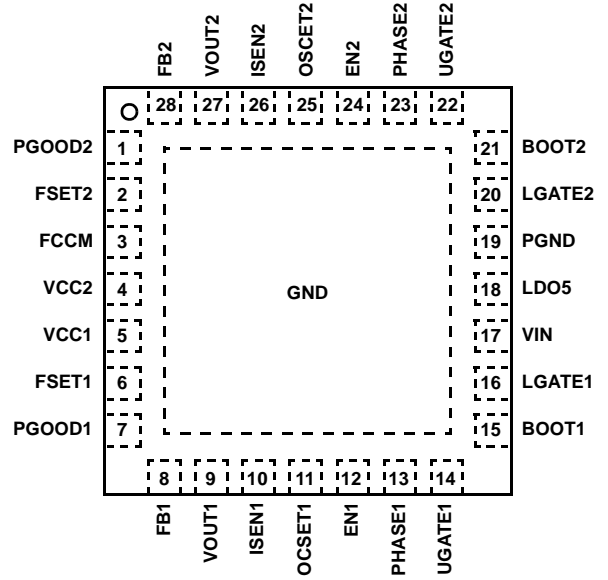 FB2
VOUT2
ISEN2
OSCET2
EN2
PHASE2
UGATE2
28 27 26 25 24 23 22
PGOOD2 1
FSET2 2
FCCM 3
VCC2 4
VCC1 5
FSET1 6
PGOOD1 7
GND
21 BOOT2
20 LGATE2
19 PGND
18 LDO5
17 VIN
16 LGATE1
15 BOOT1
8 9 10 11 12 13 14
FB1
VOUT1
ISEN1
OCSET1
EN1
PHASE1
UGATE1